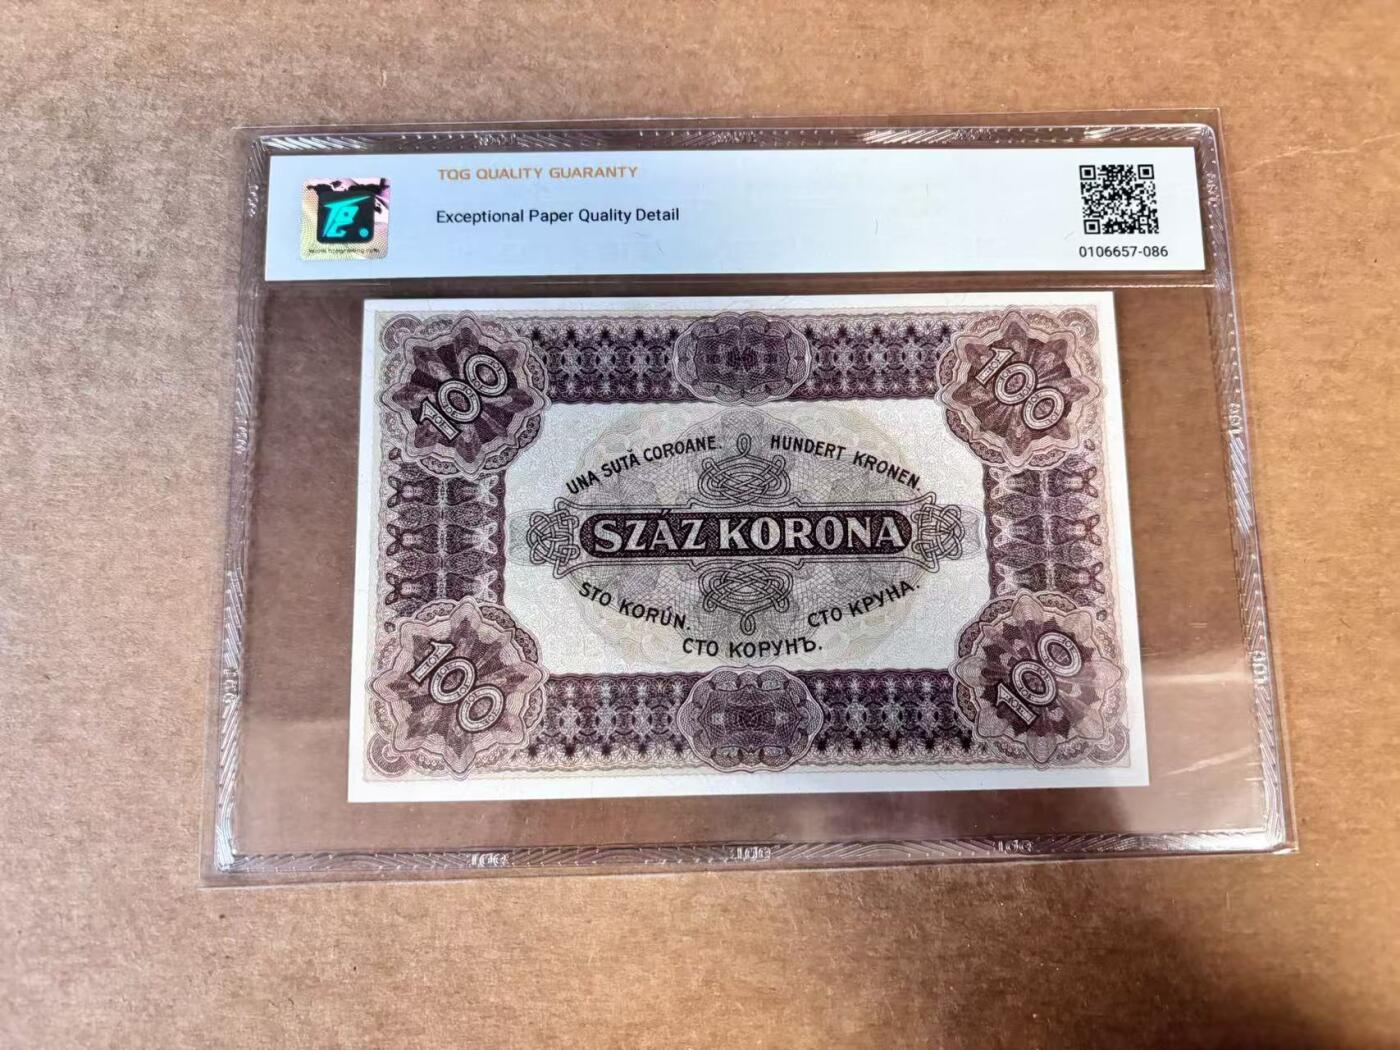 TQG QUALITY GUARANTY
Exceptional Paper Quality Detail
0106657-086
100
100
UNA SUTĂ COROANE.
HUNDERT KRONEN.
SZÁZ KORONA
STO KORÚN.
СТО КРУНА.
СТО КОРУНЪ.
100
100